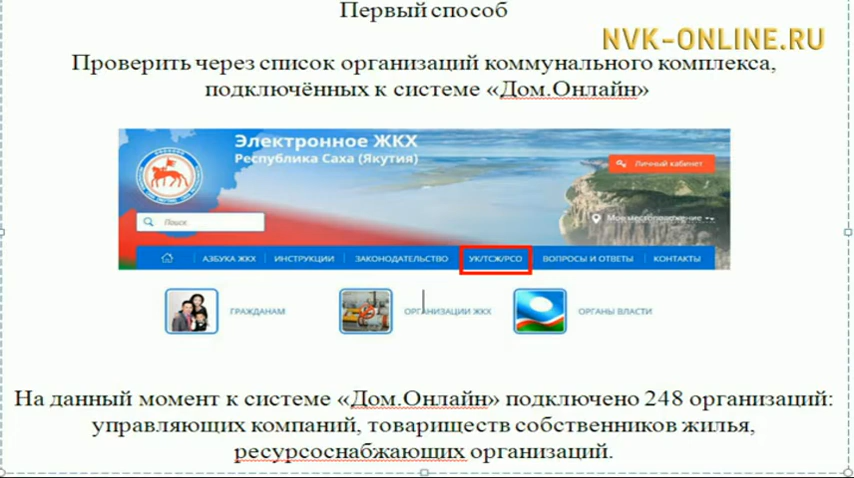 Первый способ
NVK-ONLINE.RU
Проверить через список организаций коммунального комплекса,
подключённых к системе «Дом.Онлайн»
Электронное ЖКХ
Республика Саха (Якутия)
Личный кабинет
Поиск
Мое местоположение
АЗБУКА ЖКХ ИНСТРУКЦИИ ЗАКОНОДАТЕЛЬСТВО УК/ТСЖ/РСО ВОПРОСЫ И ОТВЕТЫ КОНТАКТЫ
ГРАЖДАНАМ ОРГАНИЗАЦИИ ЖКХ ОРГАНЫ ВЛАСТИ
На данный момент к системе «Дом.Онлайн» подключено 248 организаций:
управляющих компаний, товариществ собственников жилья,
ресурсоснабжающих организаций.